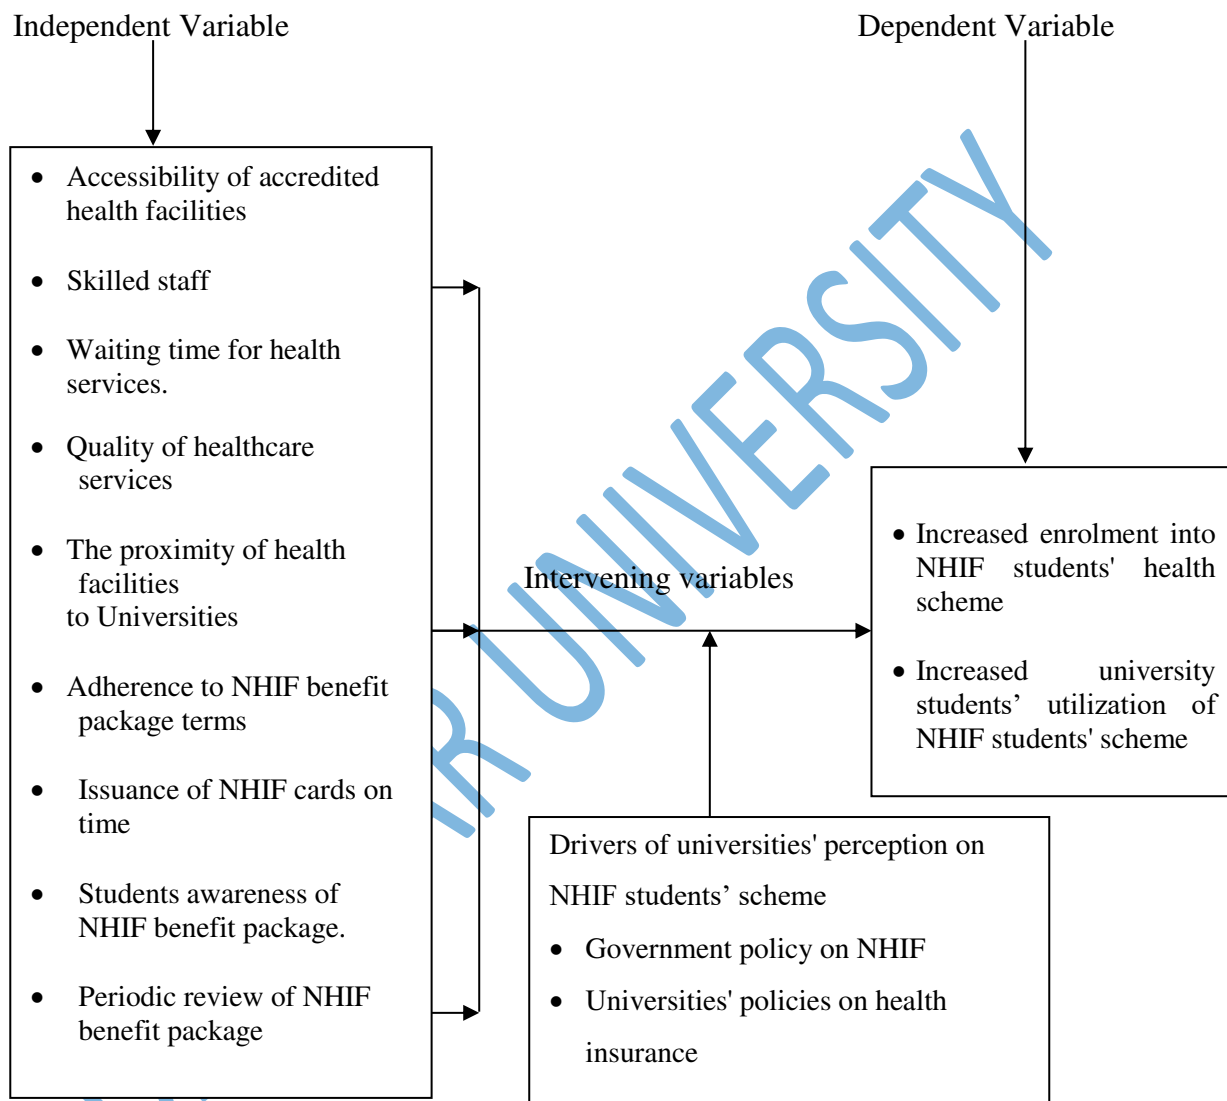 Independent Variable
Dependent Variable
• Accessibility of accredited
health facilities
• Skilled staff
• Waiting time for health
services.
• Quality of healthcare
services
• The proximity of health
facilities
to Universities
• Adherence to NHIF benefit
package terms
• Issuance of NHIF cards on
time
• Students awareness of
NHIF benefit package.
• Periodic review of NHIF
benefit package
Intervening variables
• Increased enrolment into
NHIF students' health
scheme
• Increased university
students’ utilization of
NHIF students' scheme
Drivers of universities' perception on
NHIF students’ scheme
• Government policy on NHIF
• Universities' policies on health
insurance
UNIVERSITY